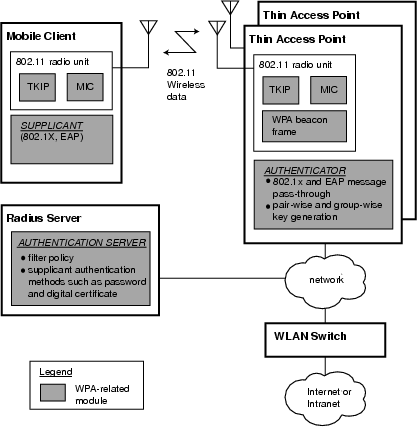 Thin Access Point
Mobile Client
Thin Access Point
802.11 radio unit
TKIP
MIC
SUPPLICANT
(802.1X, EAP)
802.11
Wireless
data
802.11 radio unit
TKIP
MIC
WPA beacon
frame
AUTHENTICATOR
● 802.1x and EAP message
pass-through
● pair-wise and group-wise
key generation
Radius Server
AUTHENTICATION SERVER
● filter policy
● supplicant authentication
methods such as password
and digital certificate
network
WLAN Switch
Internet or
Intranet
Legend
WPA-related
module